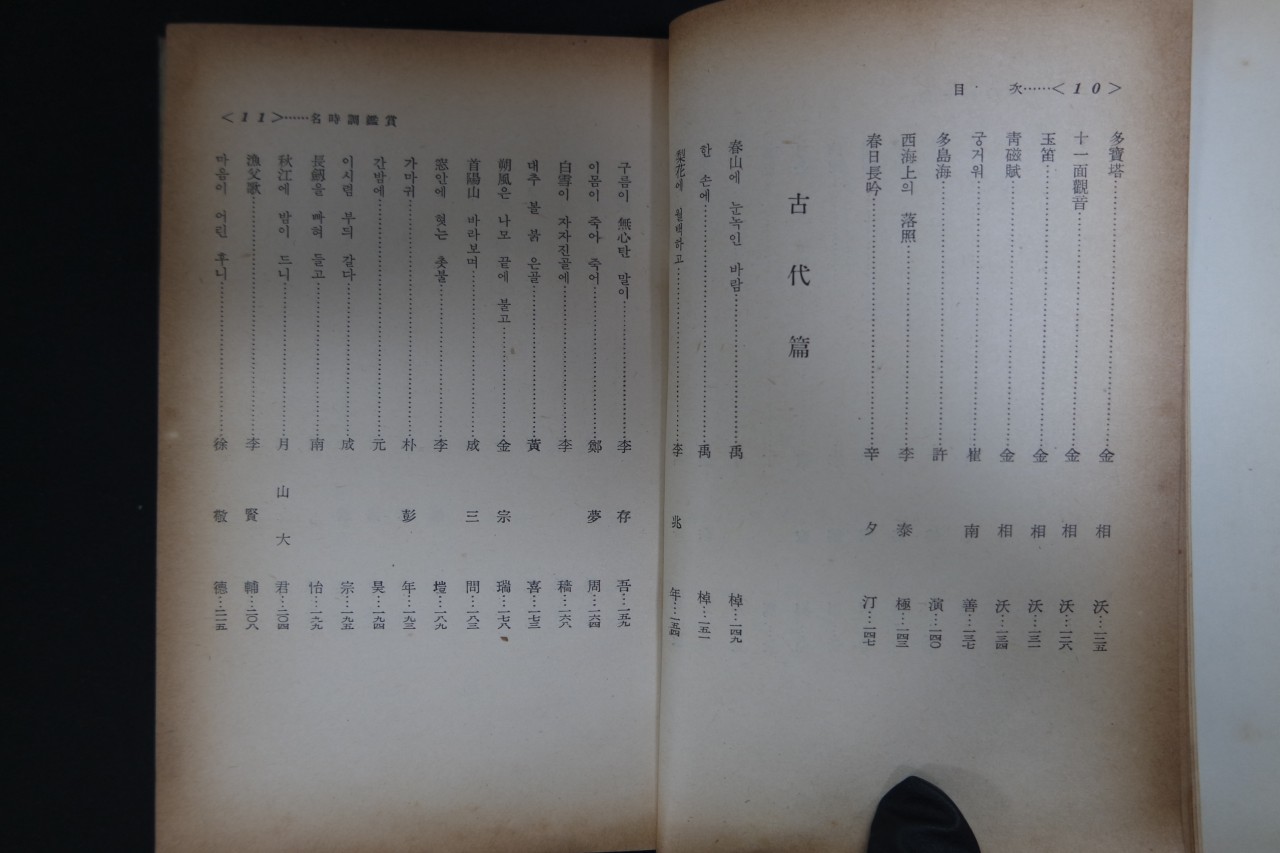 目 次……<10>
多寶塔……金相沃…一二五
十一面觀音……金相沃…一二八
玉笛……金相沃…一三一
靑磁賦……金相沃…一三四
궁거워……崔南善…一三七
多島海……許演…一四〇
西海上의 落照……李泰極…一四三
春日長吟……辛夕汀…一四七
古代篇
春山에 눈녹인 바람……禹倬…一四九
한 손에……禹倬…一五一
梨花에 월백하고……李兆年…一五四
<11>……名時調鑑賞
구름이 無心탄 말이……李存吾…一五九
이몸이 죽어 죽어……鄭夢周…一六四
白雪이 자자진골에……李穡…一六八
대추 볼 붉은골……黃喜…一七三
朔風은 나모 끝에 불고……金宗瑞…一七八
首陽山 바라보며……成三問…一八三
窓안에 혓는 촛불……李塏…一八九
가마귀……朴彭年…一九三
간밤에……元昊…一九四
이시렴 부듸 갈다……成宗…一九五
長劒을 빠혀 들고……南怡…一九九
秋江에 밤이 드니……月山大君…二〇四
漁父歌……李賢輔…二〇八
마음이 어린 후니……徐敬德…二一五